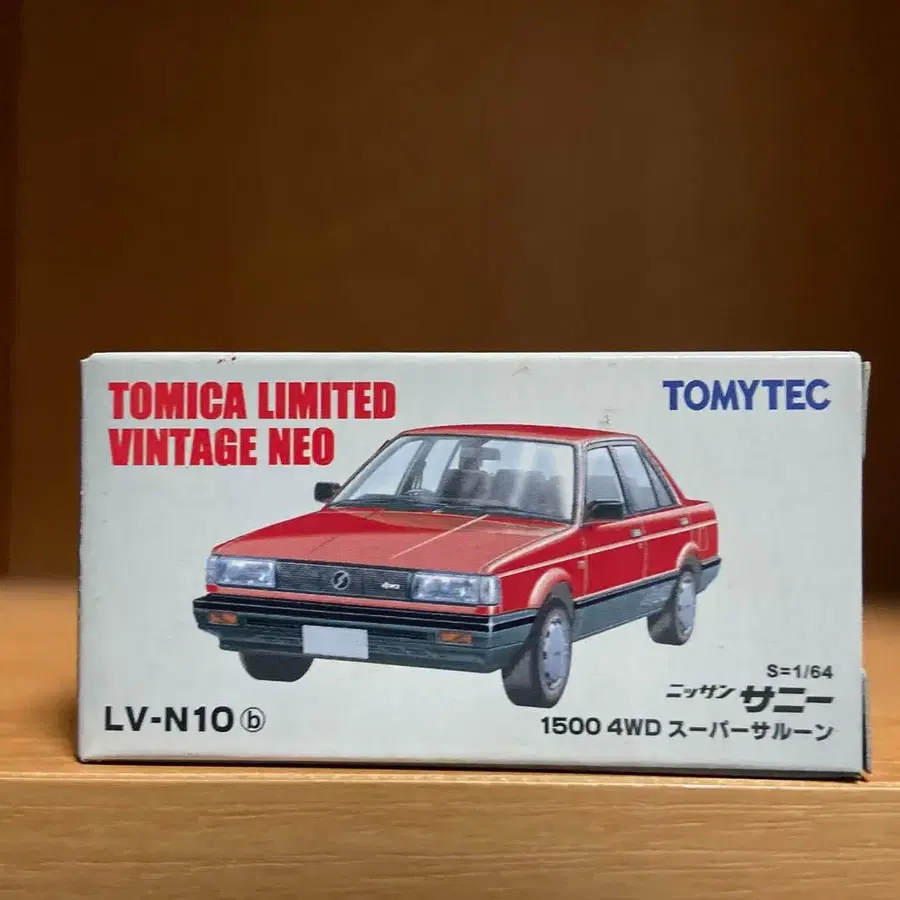 TOMICA LIMITED
VINTAGE NEO
TOMYTEC
S=1/64
ニッサン サニー
LV-N10 ⓑ
1500 4WD スーパーサルーン